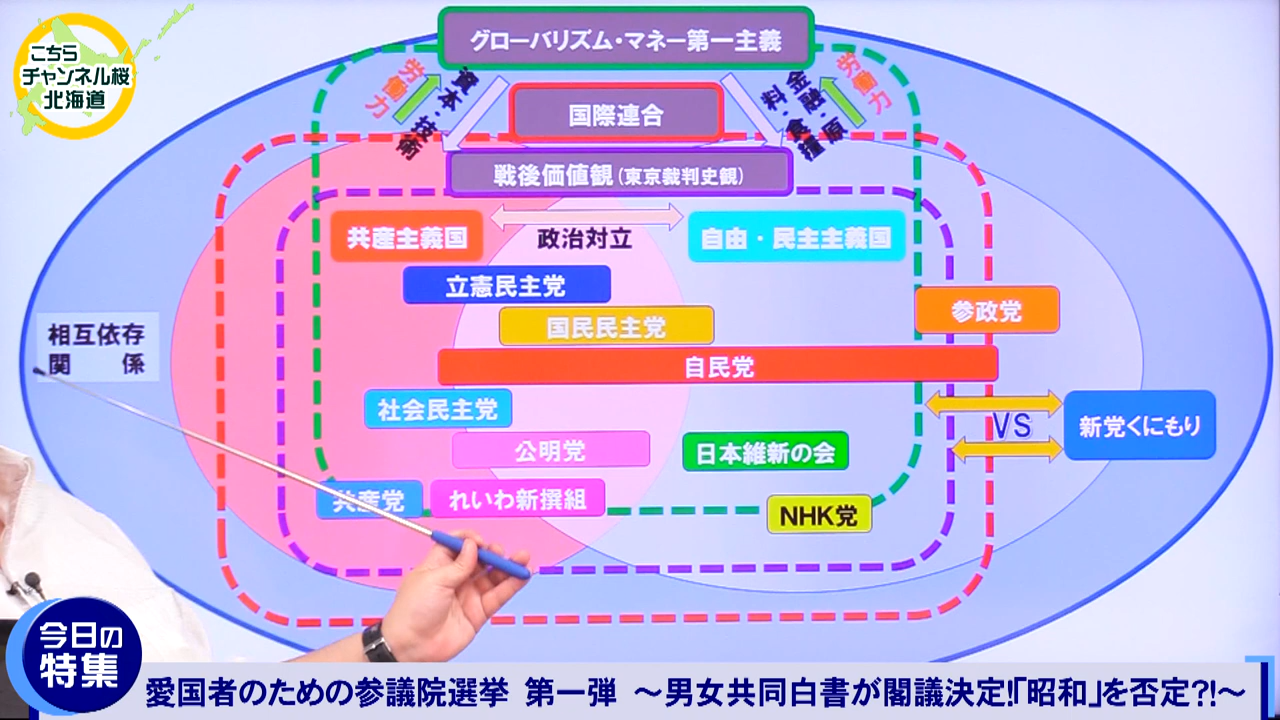 こちら
チャンネル桜
北海道
グローバリズム・マネー第一主義
労働力
資本・技術
国際連合
金融・原
料・食糧
労働力
戦後価値観(東京裁判史観)
共産主義国
政治対立
自由・民主主義国
立憲民主党
参政党
国民民主党
相互依存
関係
自民党
社会民主党
VS
新党くにもり
公明党
日本維新の会
共産党
れいわ新撰組
NHK党
今日の
特集
愛国者のための参議院選挙 第一弾 ~男女共同白書が閣議決定!「昭和」を否定?!~